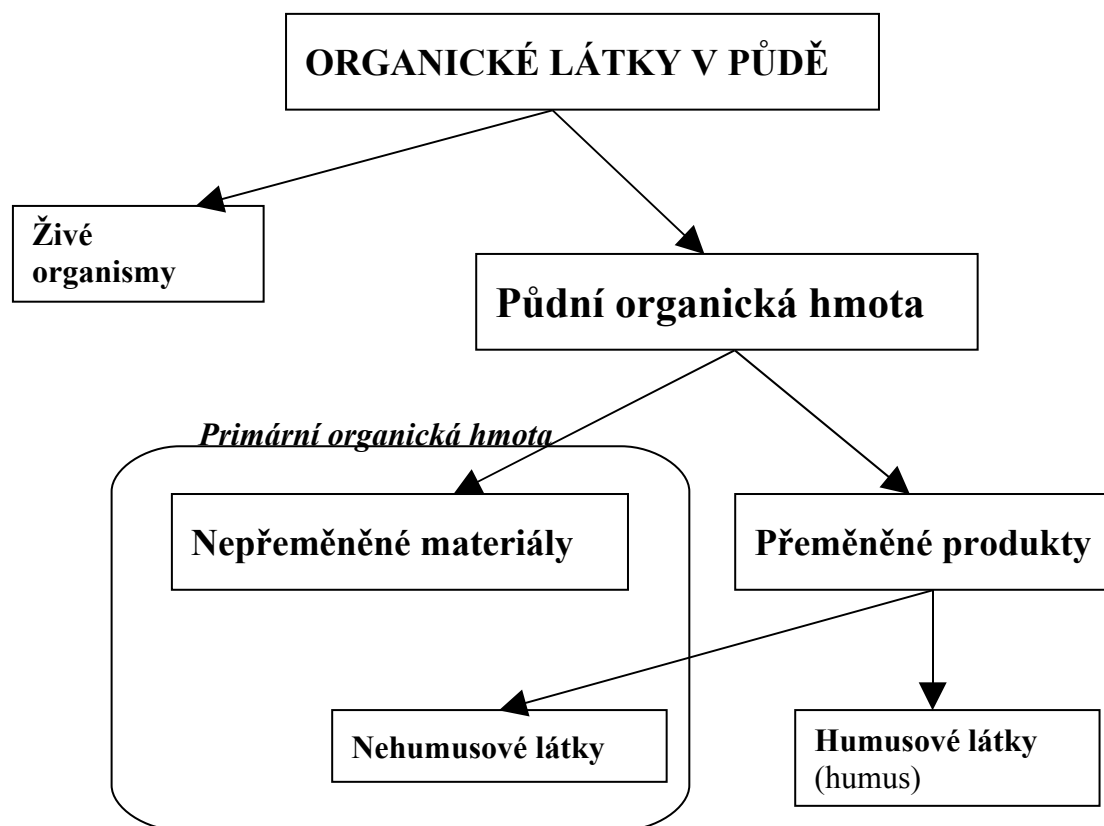 ORGANICKÉ LÁTKY V PŮDĚ
Živé
organismy
Půdní organická hmota
Primární organická hmota
Nepřeměněné materiály
Přeměněné produkty
Nehumusové látky
Humusové látky
(humus)